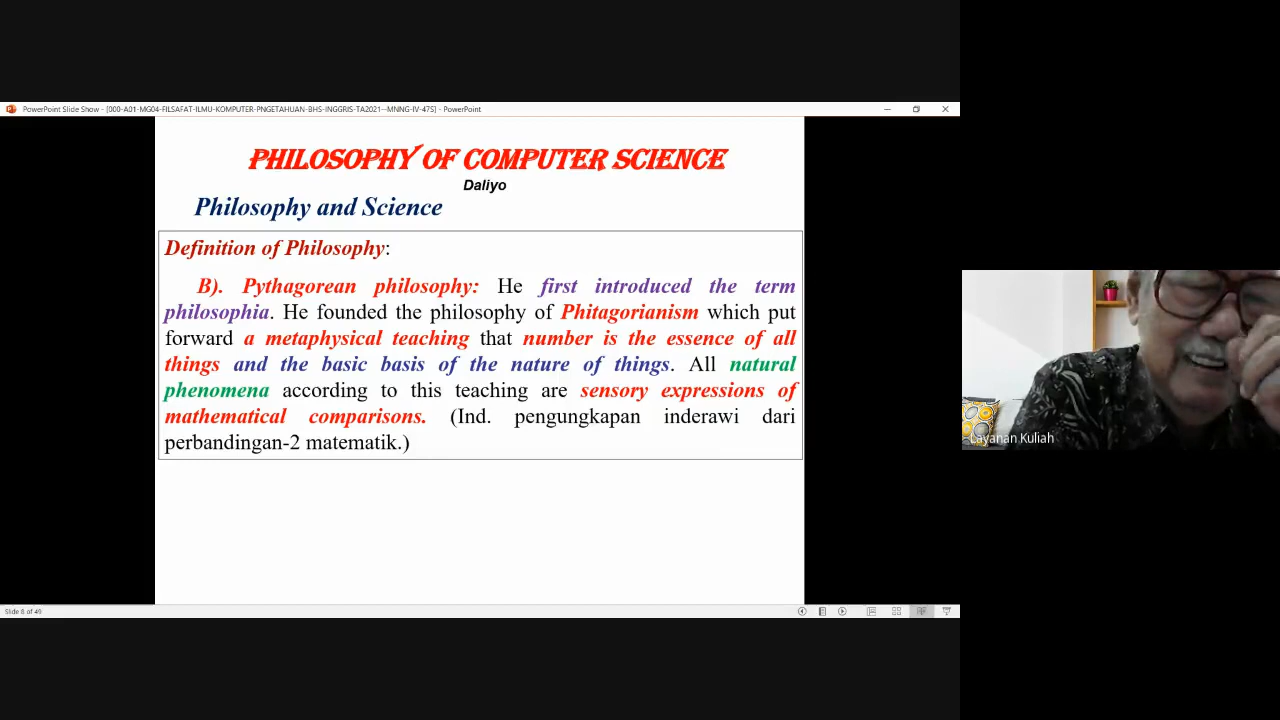 PowerPoint Slide Show - [000-A01-MG04-FILSAFAT-ILMU-KOMPUTER-PNGETAHUAN-BHS-INGGRIS-TA2021--MNNG-IV-47S] - PowerPoint
PHILOSOPHY OF COMPUTER SCIENCE
Daliyo
Philosophy and Science
Definition of Philosophy:
B). Pythagorean philosophy: He first introduced the term
philosophia. He founded the philosophy of Phitagorianism which put
forward a metaphysical teaching that number is the essence of all
things and the basic basis of the nature of things. All natural
phenomena according to this teaching are sensory expressions of
mathematical comparisons. (Ind. pengungkapan inderawi dari
perbandingan-2 matematik.)
Layanan Kuliah
Slide 8 of 49